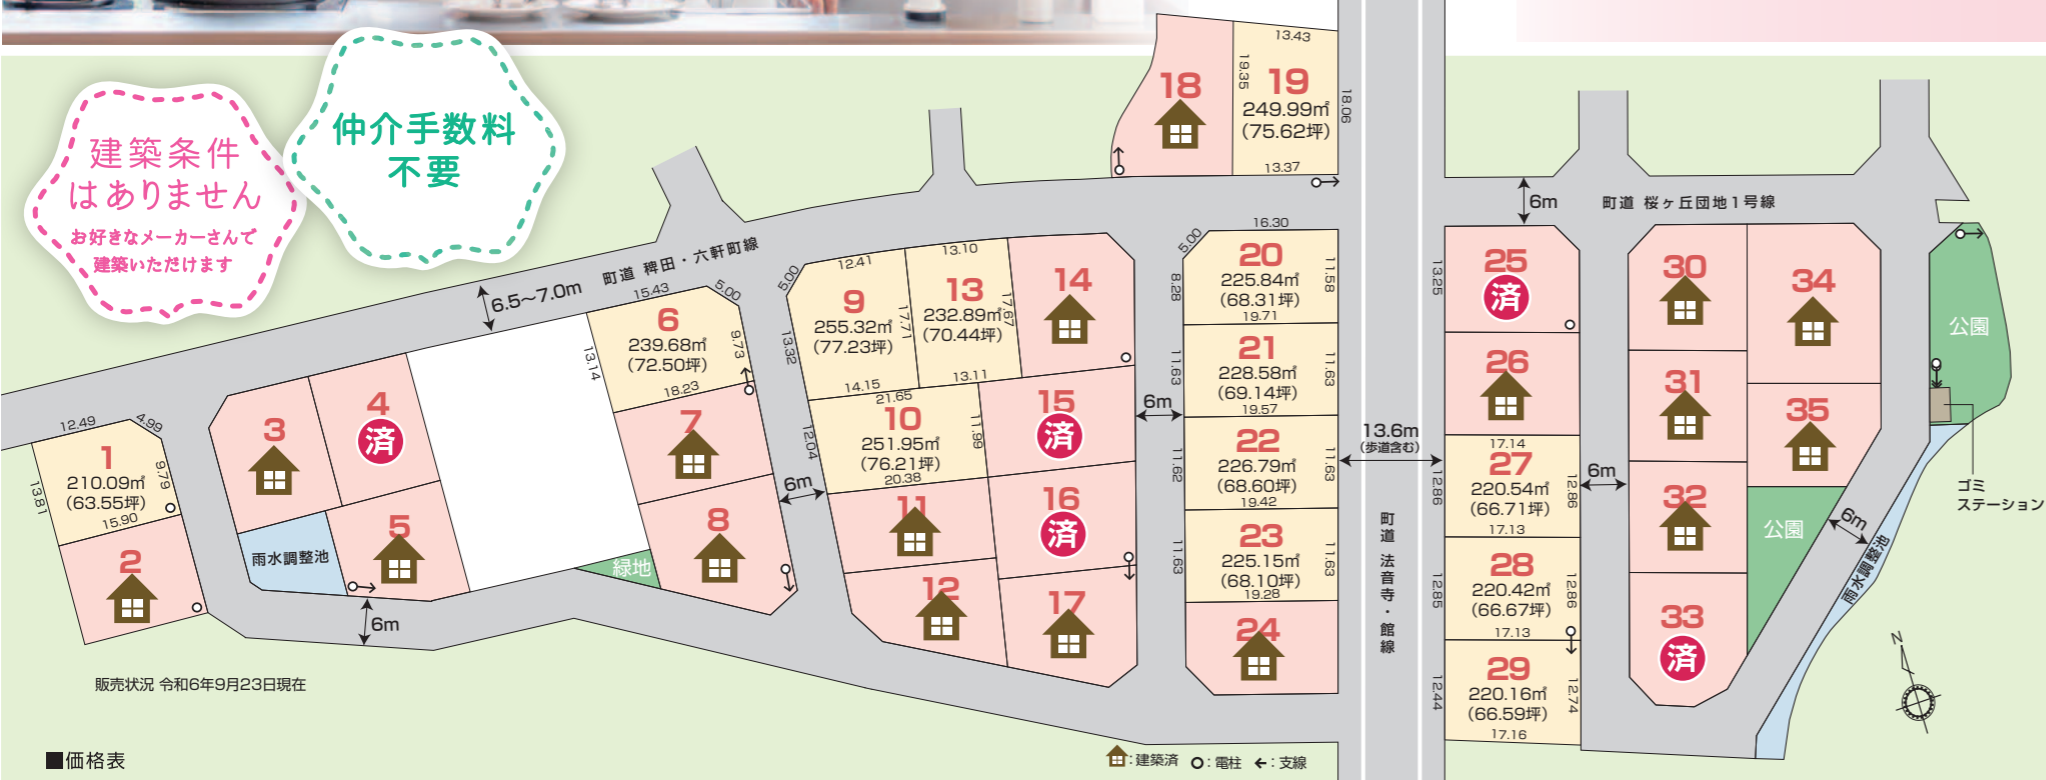 建築条件
はありません
お好きなメーカーさんで
建築いただけます
仲介手数料
不要
町道 稗田・六軒町線
6.5〜7.0m
1
210.09㎡
(63.55坪)
12.49
4.99
9.79
13.81
15.90
2
3
4
済
5
雨水調整池
6m
6
239.68㎡
(72.50坪)
15.43
5.00
9.73
13.14
18.23
7
8
緑地
6m
9
255.32㎡
(77.23坪)
5.00
12.41
13.32
17.71
14.15
13
232.89㎡
(70.44坪)
13.10
17.67
13.11
14
10
251.95㎡
(76.21坪)
21.65
11.99
12.04
20.38
11
12
15
済
16
済
17
6m
18
19
249.99㎡
(75.62坪)
13.43
19.35
18.06
13.37
20
225.84㎡
(68.31坪)
16.30
5.00
8.28
11.58
19.71
21
228.58㎡
(69.14坪)
11.63
11.63
19.57
22
226.79㎡
(68.60坪)
11.62
11.63
19.42
23
225.15㎡
(68.10坪)
11.63
11.63
19.28
24
13.6m
(歩道含む)
町道 法音寺・館線
町道 桜ヶ丘団地1号線
6m
25
済
13.25
26
27
220.54㎡
(66.71坪)
17.14
12.86
12.86
17.13
28
220.42㎡
(66.67坪)
12.85
12.86
17.13
29
220.16㎡
(66.59坪)
12.44
12.74
17.16
6m
30
31
32
33
済
34
35
公園
公園
6m
雨水調整池
ゴミ
ステーション
N
販売状況 令和6年9月23日現在
■価格表
:建築済 :電柱 :支線